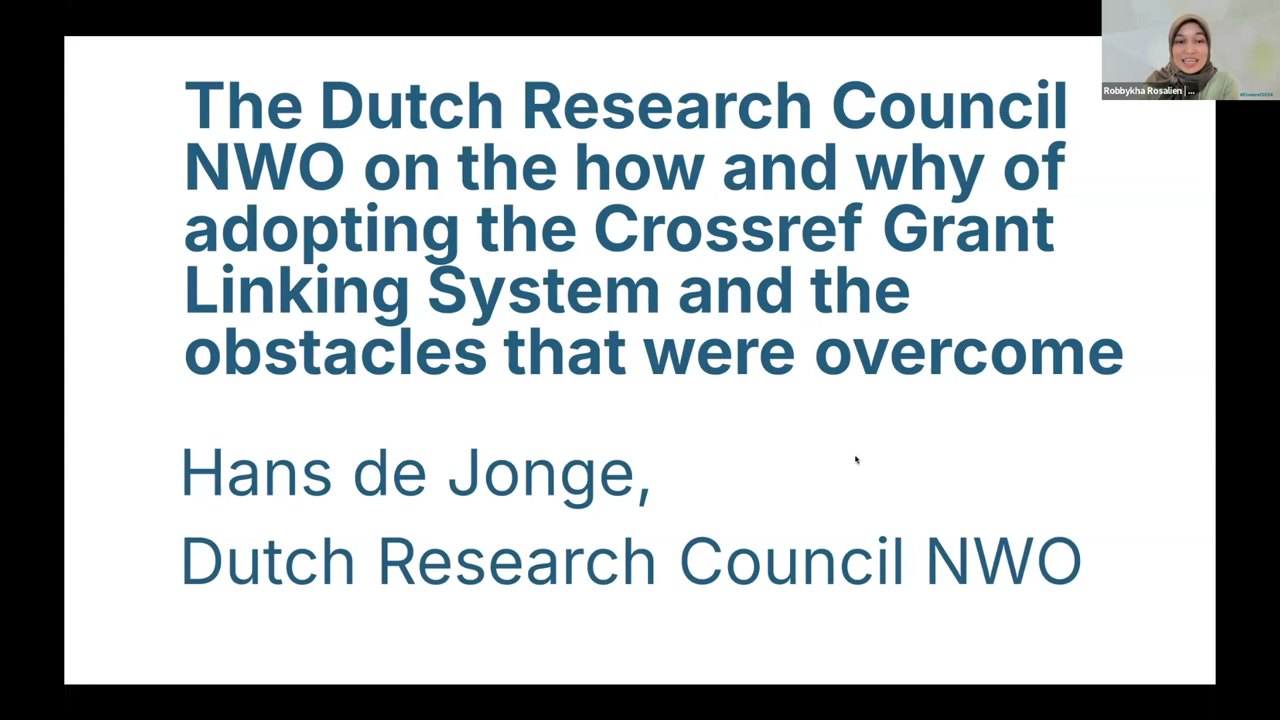 The Dutch Research Council
NWO on the how and why of
adopting the Crossref Grant
Linking System and the
obstacles that were overcome
Hans de Jonge,
Dutch Research Council NWO
Robbykha Rosalien | ...
#Crossref2024